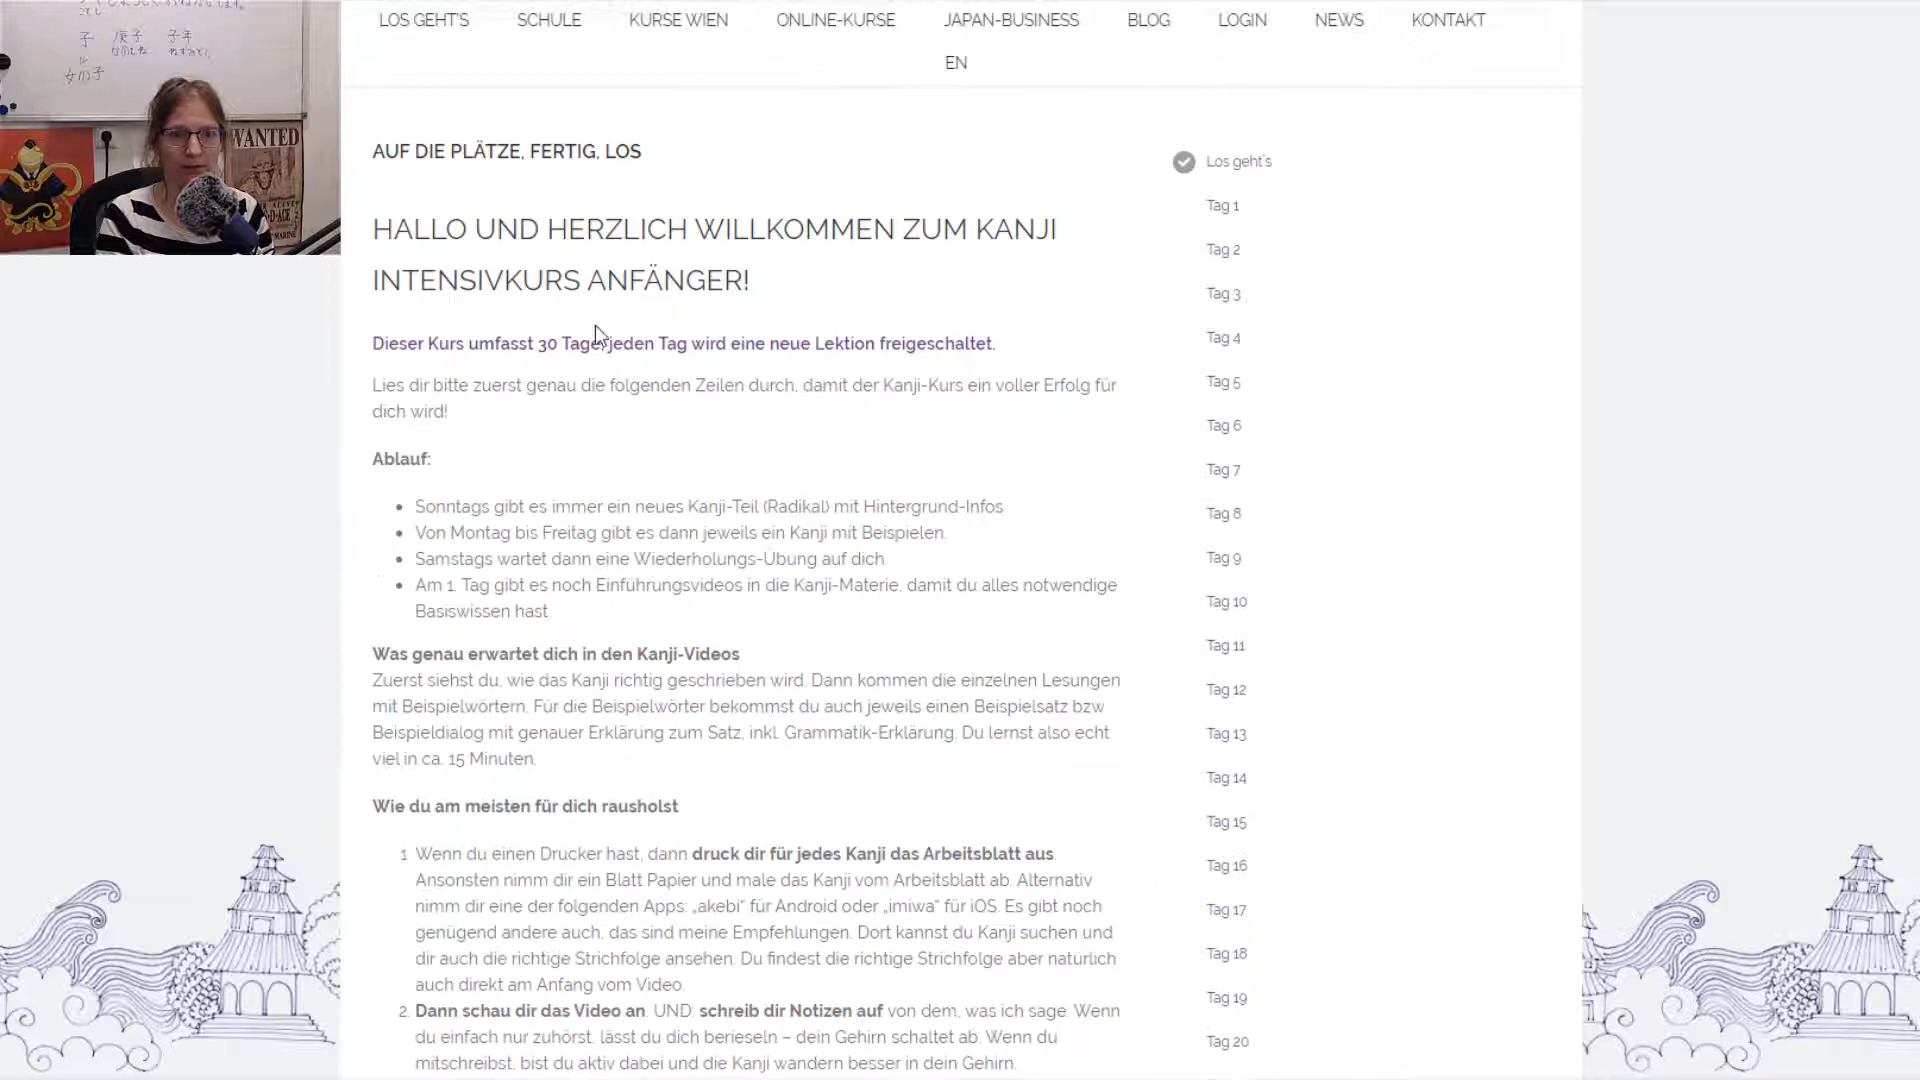 LOS GEHT'S SCHULE KURSE WIEN ONLINE-KURSE JAPAN-BUSINESS BLOG LOGIN NEWS KONTAKT
EN
子 庚子 子年
女の子
WANTED
AUF DIE PLÄTZE, FERTIG, LOS
HALLO UND HERZLICH WILLKOMMEN ZUM KANJI
INTENSIVKURS ANFÄNGER!
Dieser Kurs umfasst 30 Tage, jeden Tag wird eine neue Lektion freigeschaltet.
Lies dir bitte zuerst genau die folgenden Zeilen durch, damit der Kanji-Kurs ein voller Erfolg für
dich wird!
Ablauf:
Sonntags gibt es immer ein neues Kanji-Teil (Radikal) mit Hintergrund-Infos
Von Montag bis Freitag gibt es dann jeweils ein Kanji mit Beispielen.
Samstags wartet dann eine Wiederholungs-Übung auf dich
Am 1. Tag gibt es noch Einführungsvideos in die Kanji-Materie, damit du alles notwendige
Basiswissen hast.
Was genau erwartet dich in den Kanji-Videos
Zuerst siehst du, wie das Kanji richtig geschrieben wird. Dann kommen die einzelnen Lesungen
mit Beispielwörtern. Für die Beispielwörter bekommst du auch jeweils einen Beispielsatz bzw
Beispieldialog mit genauer Erklärung zum Satz, inkl. Grammatik-Erklärung. Du lernst also echt
viel in ca. 15 Minuten.
Wie du am meisten für dich rausholst
1. Wenn du einen Drucker hast, dann druck dir für jedes Kanji das Arbeitsblatt aus.
Ansonsten nimm dir ein Blatt Papier und male das Kanji vom Arbeitsblatt ab. Alternativ
nimm dir eine der folgenden Apps: „akebi“ für Android oder „imiwa“ für iOS. Es gibt noch
genügend andere auch, das sind meine Empfehlungen. Dort kannst du Kanji suchen und
dir auch die richtige Strichfolge ansehen. Du findest die richtige Strichfolge aber natürlich
auch direkt am Anfang vom Video.
2. Dann schau dir das Video an. UND: schreib dir Notizen auf von dem, was ich sage. Wenn
du einfach nur zuhörst, lässt du dich berieseln – dein Gehirn schaltet ab. Wenn du
mitschreibst, bist du aktiv dabei und die Kanji wandern besser in dein Gehirn.
Los geht's
Tag 1
Tag 2
Tag 3
Tag 4
Tag 5
Tag 6
Tag 7
Tag 8
Tag 9
Tag 10
Tag 11
Tag 12
Tag 13
Tag 14
Tag 15
Tag 16
Tag 17
Tag 18
Tag 19
Tag 20